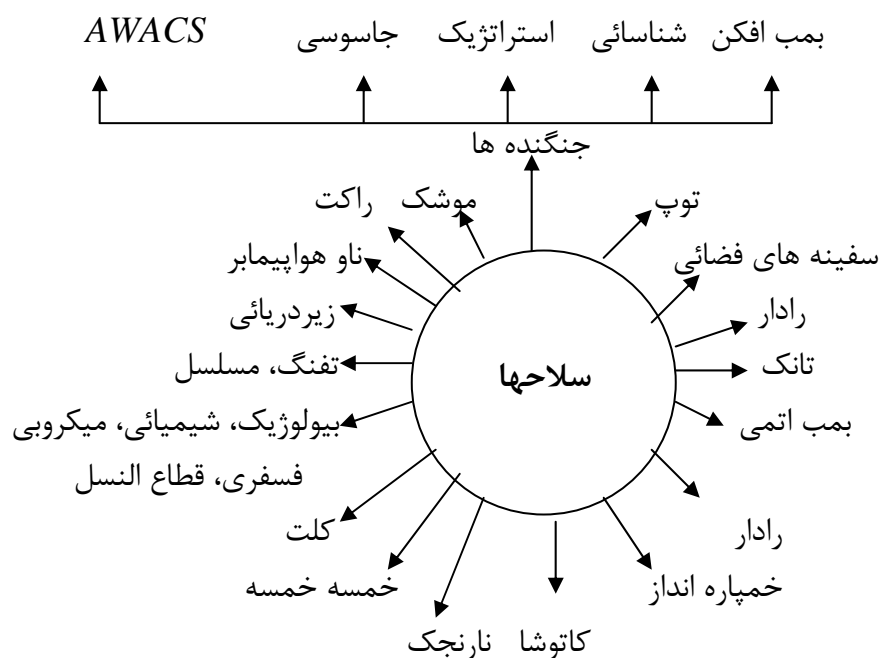 بمب افکن شناسائی استراتژیک جاسوسی AWACS
جنگنده ها
توپ موشک راکت
سفینه های فضائی ناو هواپیمابر
رادار زیردریائی
تانک سلاحها تفنگ، مسلسل
بمب اتمی بیولوژیک، شیمیائی، میکروبی
فسفری، قطاع النسل
رادار کلت
خمپاره انداز خمسه خمسه
کاتوشا نارنجک